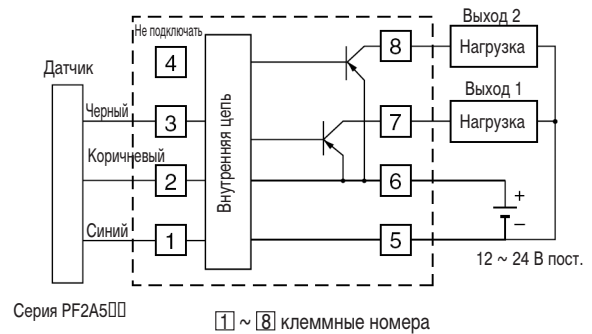 Не подключать
Выход 2
8
Нагрузка
4
Датчик
Выход 1
Черный
3
7
Нагрузка
Внутренняя цепь
Коричневый
2
6
+
Синий
1
5
–
12 ~ 24 В пост.
Серия PF2A5▯▯
1 ~ 8 клеммные номера